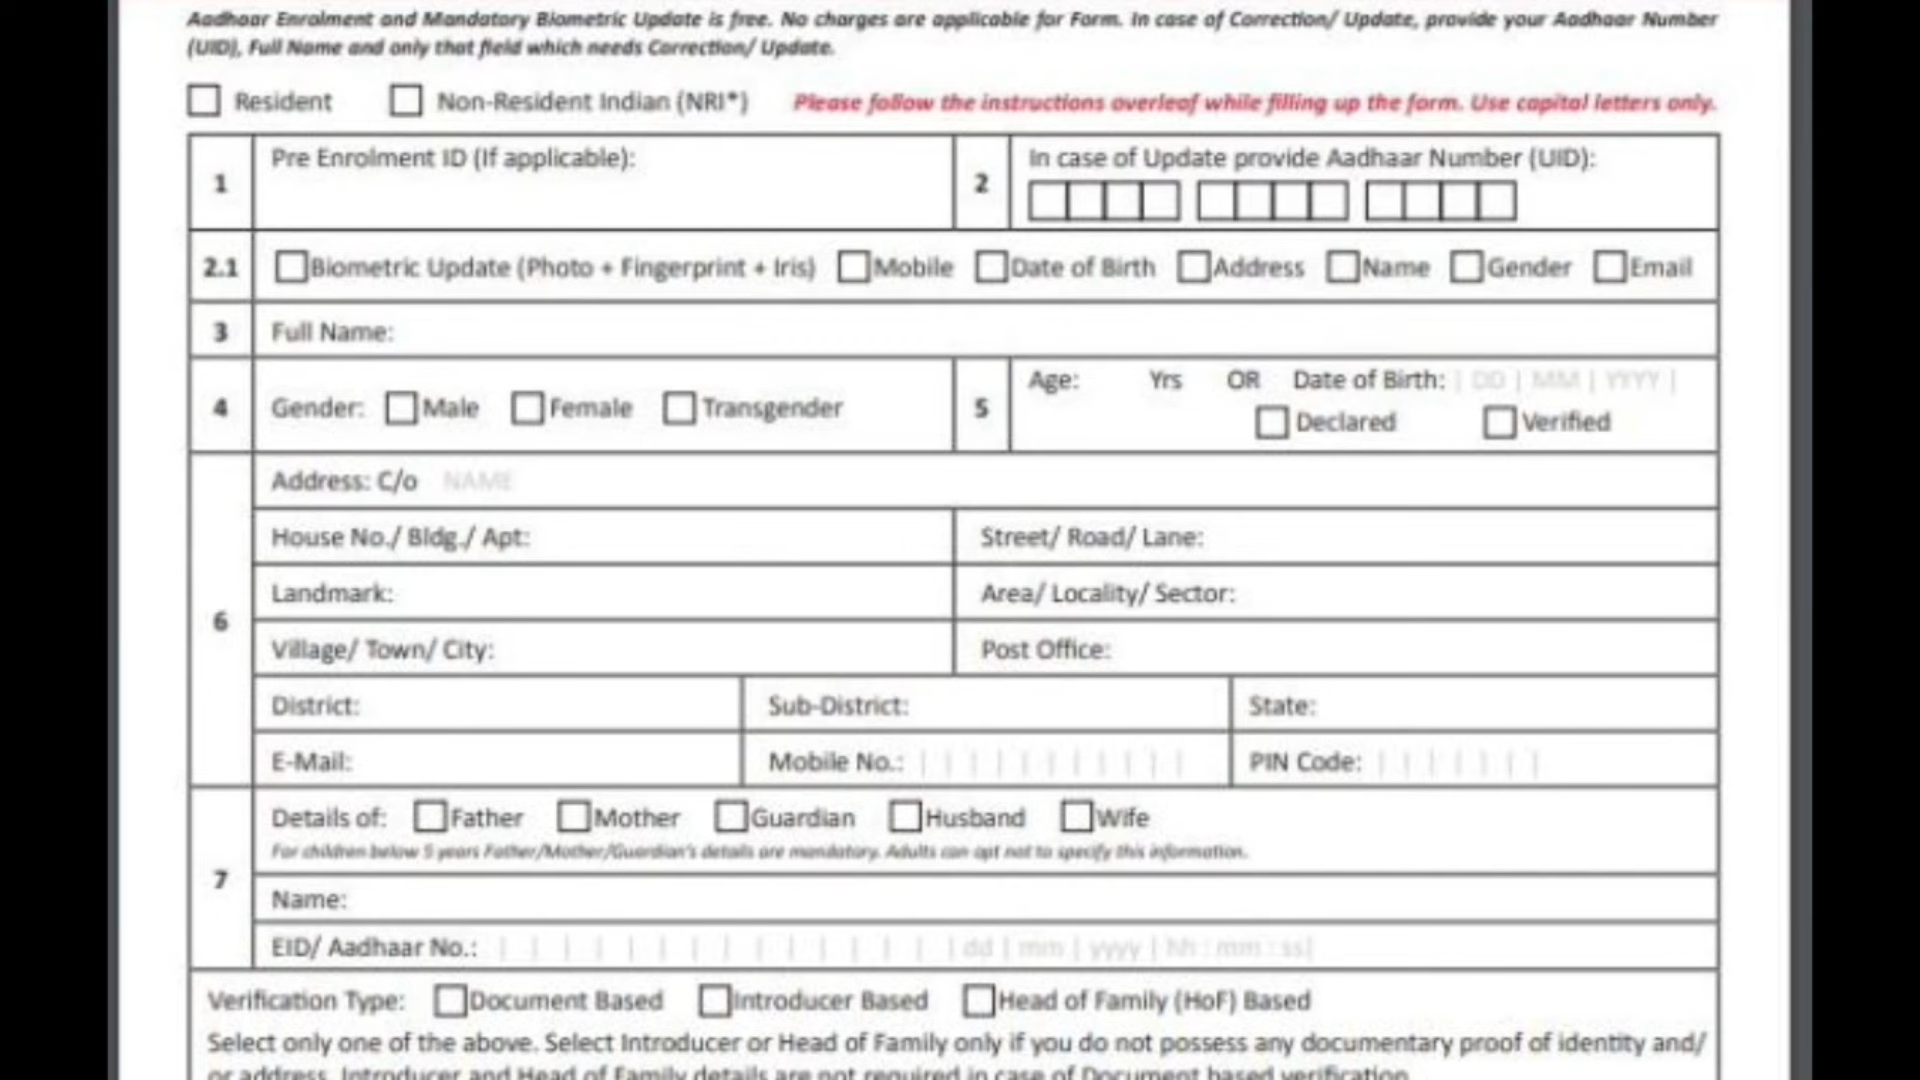 Aadhaar Enrolment and Mandatory Biometric Update is free. No charges are applicable for Form. In case of Correction/ Update, provide your Aadhaar Number
(UID), Full Name and only that field which needs Correction/ Update.
Resident Non-Resident Indian (NRI*) Please follow the instructions overleaf while filling up the form. Use capital letters only.
1 Pre Enrolment ID (If applicable): 2 In case of Update provide Aadhaar Number (UID):
2.1 Biometric Update (Photo + Fingerprint + Iris) Mobile Date of Birth Address Name Gender Email
3 Full Name:
4 Gender: Male Female Transgender 5 Age: Yrs OR Date of Birth: | DD | MM | YYYY |
Declared Verified
6 Address: C/o NAME
House No./ Bldg./ Apt: Street/ Road/ Lane:
Landmark: Area/ Locality/ Sector:
Village/ Town/ City: Post Office:
District: Sub-District: State:
E-Mail: Mobile No.: PIN Code:
7 Details of: Father Mother Guardian Husband Wife
For children below 5 years Father/Mother/Guardian's details are mandatory. Adults can opt not to specify this information.
Name:
EID/ Aadhaar No.: | dd | mm | yyyy | hh : mm : ss|
Verification Type: Document Based Introducer Based Head of Family (HoF) Based
Select only one of the above. Select Introducer or Head of Family only if you do not possess any documentary proof of identity and/
or address. Introducer and Head of Family details are not required in case of Document based verification.